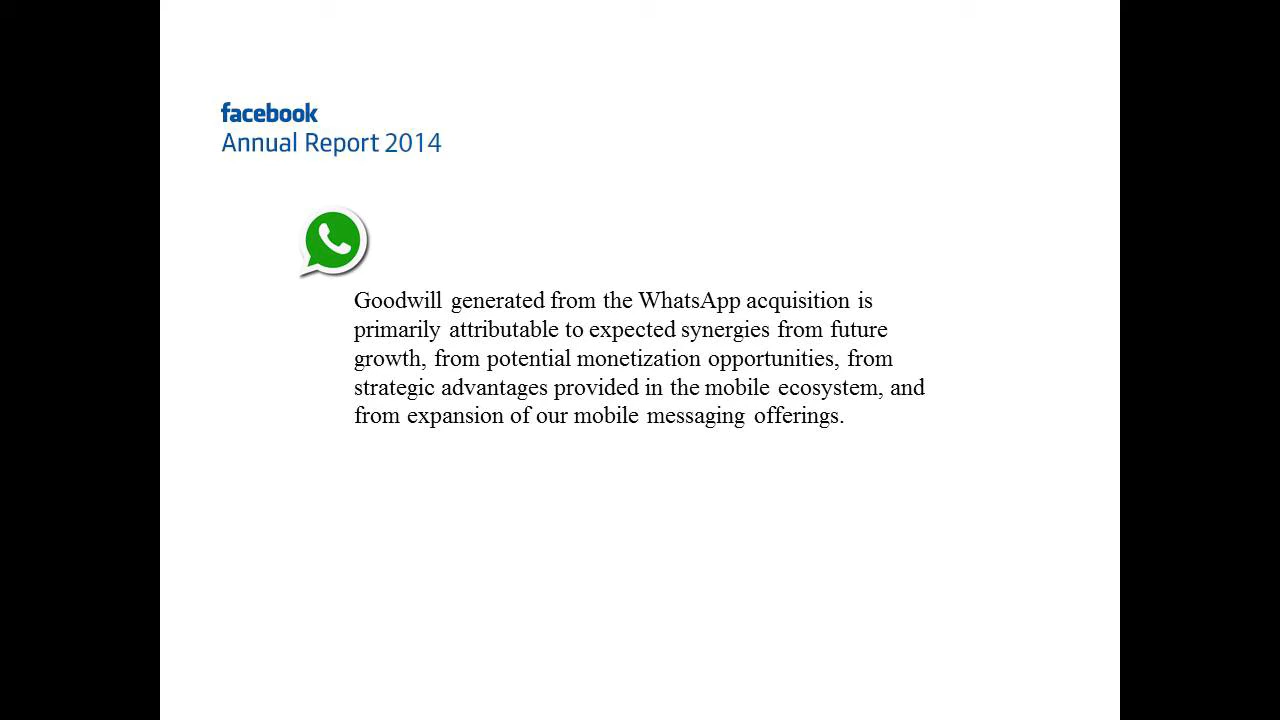 facebook
Annual Report 2014
Goodwill generated from the WhatsApp acquisition is
primarily attributable to expected synergies from future
growth, from potential monetization opportunities, from
strategic advantages provided in the mobile ecosystem, and
from expansion of our mobile messaging offerings.